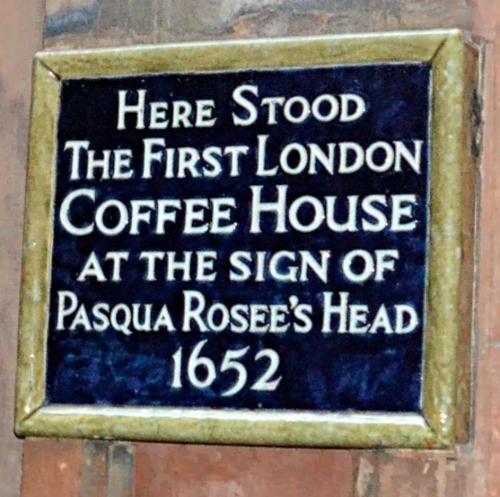 HERE STOOD
THE FIRST LONDON
COFFEE HOUSE
AT THE SIGN OF
PASQUA ROSEE'S HEAD
1652